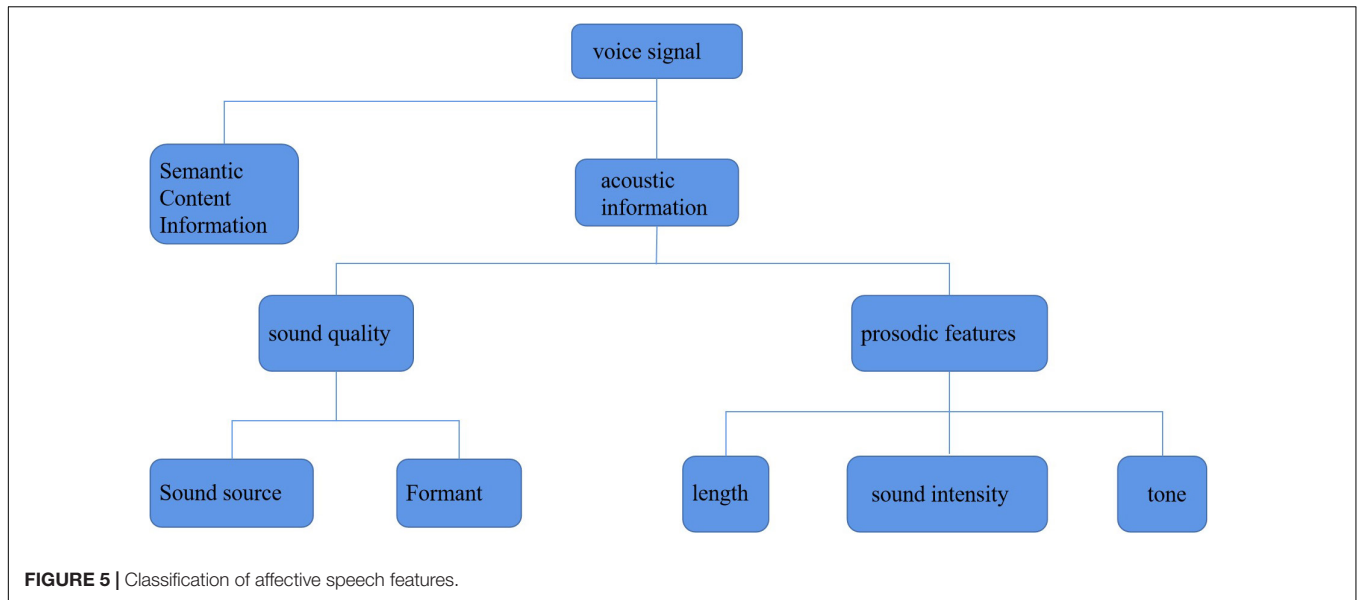 voice signal
Semantic
Content
Information
acoustic
information
sound quality
prosodic features
Sound source
Formant
length
sound intensity
tone
FIGURE 5 | Classification of affective speech features.